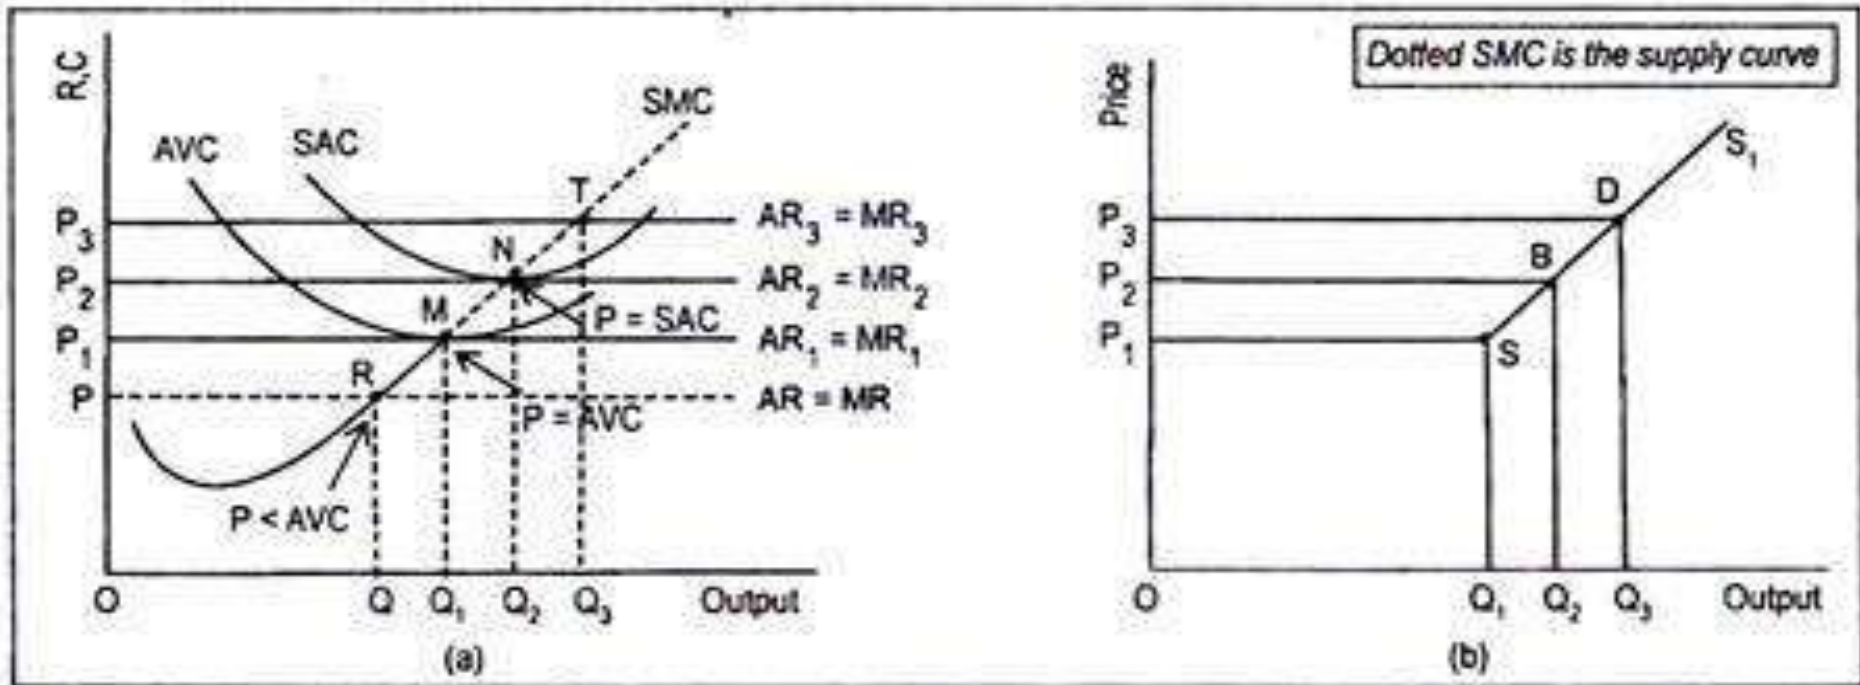 Dotted SMC is the supply curve
R,C
SMC
AVC
SAC
T
P₃
AR₃ = MR₃
N
P₂
AR₂ = MR₂
M
P = SAC
P₁
AR₁ = MR₁
R
P
AR = MR
P = AVC
P < AVC
O
Q
Q₁
Q₂
Q₃
Output
(a)
Price
S₁
D
P₃
B
P₂
P₁
S
O
Q₁
Q₂
Q₃
Output
(b)